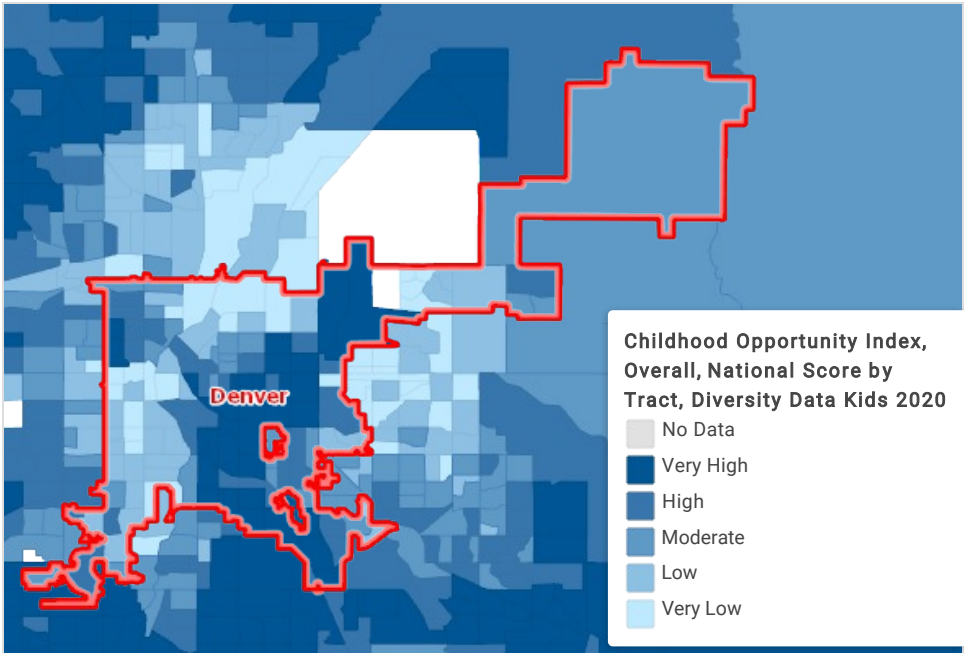 Denver
Childhood Opportunity Index,
Overall, National Score by
Tract, Diversity Data Kids 2020
No Data
Very High
High
Moderate
Low
Very Low